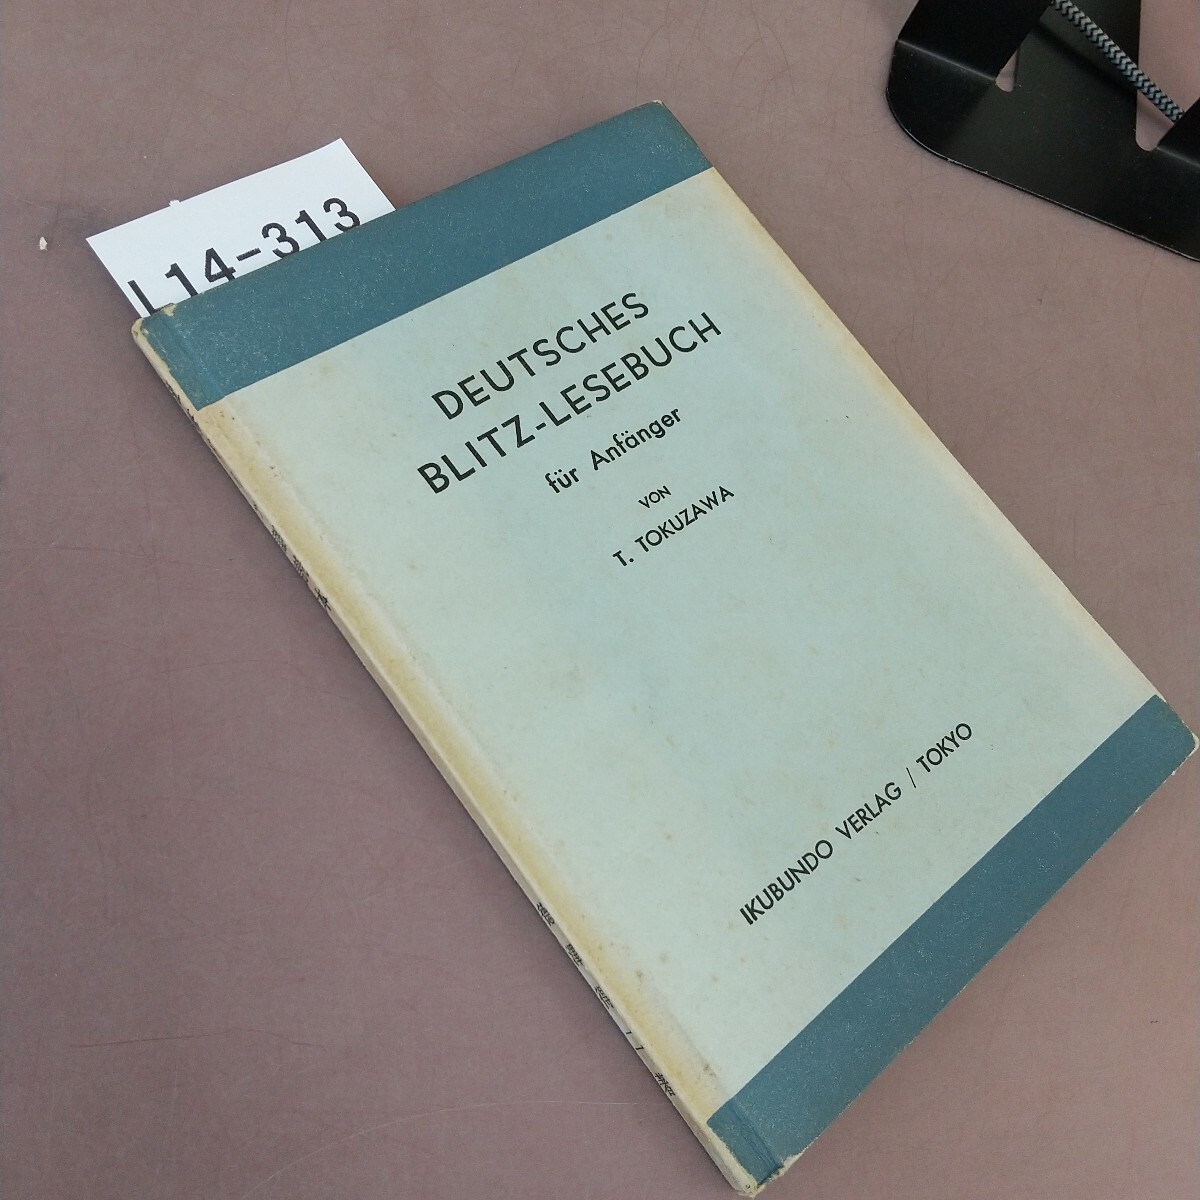 L14-313
DEUTSCHES
BLITZ-LESEBUCH
für Anfänger
VON
T. TOKUZAWA
IKUBUNDO VERLAG / TOKYO